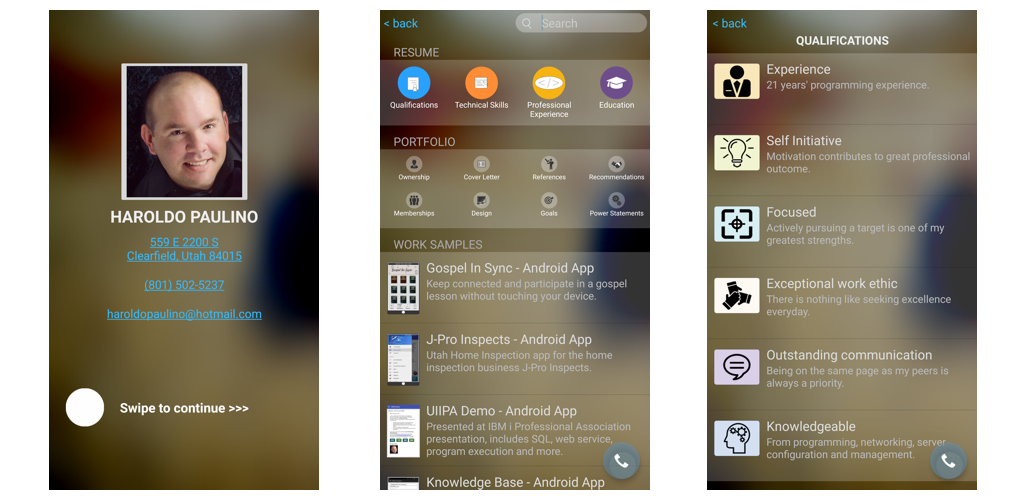 HAROLDO PAULINO
559 E 2200 S
Clearfield, Utah 84015
(801) 502-5237
haroldopaulino@hotmail.com
Swipe to continue >>>
< back
Search
RESUME
Qualifications
Technical Skills
Professional
Experience
Education
PORTFOLIO
Ownership
Cover Letter
References
Recommendations
Memberships
Design
Goals
Power Statements
WORK SAMPLES
Gospel In Sync - Android App
Keep connected and participate in a gospel
lesson without touching your device.
J-Pro Inspects - Android App
Utah Home Inspection app for the home
inspection business J-Pro Inspects.
UIIPA Demo - Android App
Presented at IBM i Professional Association
presentation, includes SQL, web service,
program execution and more.
Knowledge Base - Android App
< back
QUALIFICATIONS
Experience
21 years' programming experience.
Self Initiative
Motivation contributes to great professional
outcome.
Focused
Actively pursuing a target is one of my
greatest strengths.
Exceptional work ethic
There is nothing like seeking excellence
everyday.
Outstanding communication
Being on the same page as my peers is
always a priority.
Knowledgeable
From programming, networking, server
configuration and management.